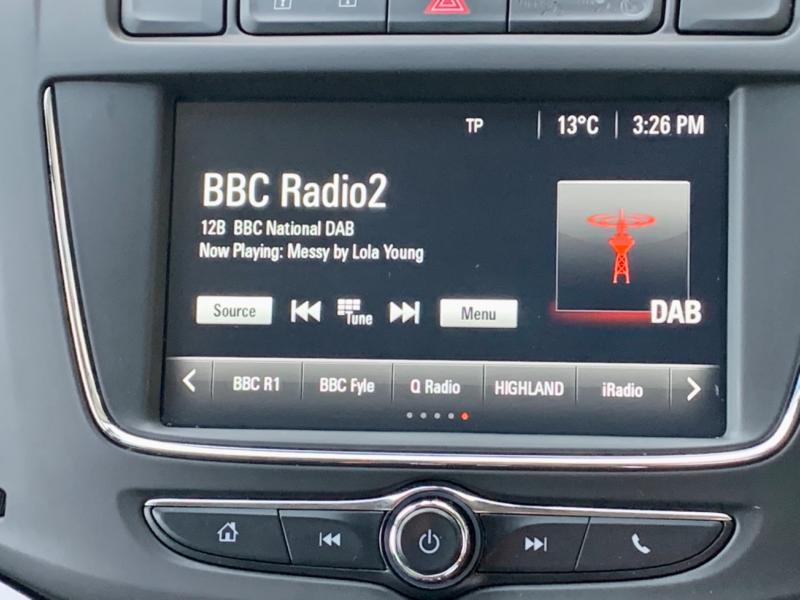 TP 13°C 3:26 PM
BBC Radio2
12B BBC National DAB
Now Playing: Messy by Lola Young
DAB
Source Tune Menu
BBC R1 BBC Fyle Q Radio HIGHLAND iRadio